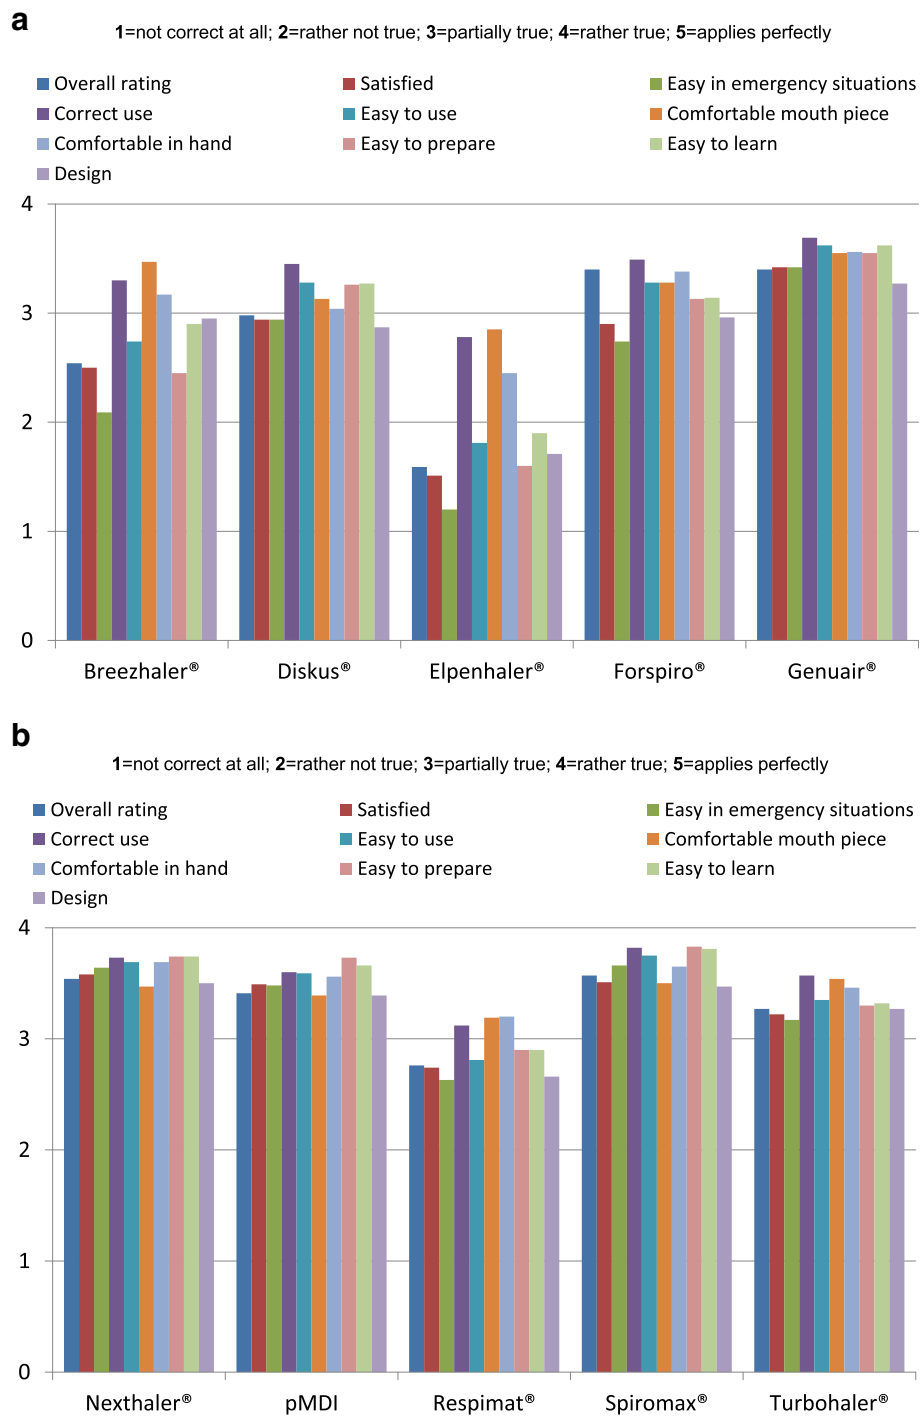 a
1=not correct at all; 2=rather not true; 3=partially true; 4=rather true; 5=applies perfectly
Overall rating Satisfied Easy in emergency situations
Correct use Easy to use Comfortable mouth piece
Comfortable in hand Easy to prepare Easy to learn
Design
4
3
2
1
0
Breezhaler® Diskus® Elpenhaler® Forspiro® Genuair®
b
1=not correct at all; 2=rather not true; 3=partially true; 4=rather true; 5=applies perfectly
Overall rating Satisfied Easy in emergency situations
Correct use Easy to use Comfortable mouth piece
Comfortable in hand Easy to prepare Easy to learn
Design
4
3
2
1
0
Nexthaler® pMDI Respimat® Spiromax® Turbohaler®